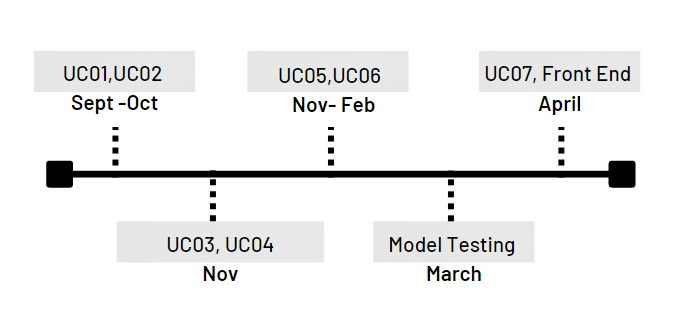 UC01,UC02
Sept -Oct
UC05,UC06
Nov- Feb
UC07, Front End
April
UC03, UC04
Nov
Model Testing
March